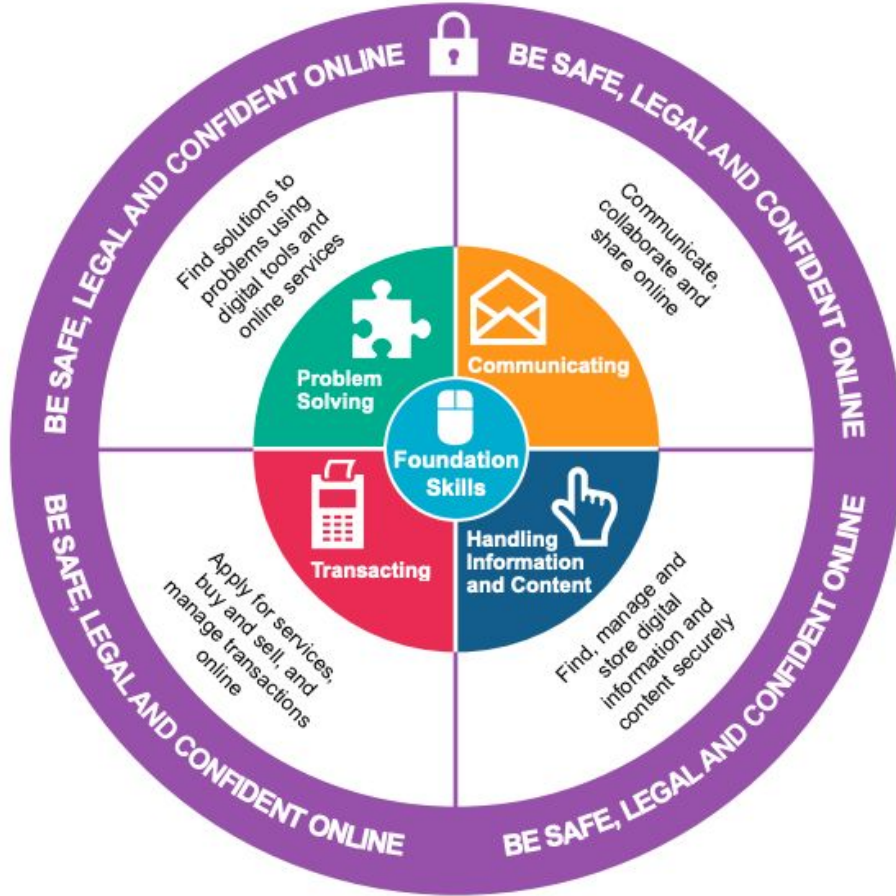 BE SAFE, LEGAL AND CONFIDENT ONLINE
BE SAFE, LEGAL AND CONFIDENT ONLINE
Find solutions to
problems using
digital tools and
online services
Communicate,
collaborate and
share online
Problem
Solving
Communicating
Foundation
Skills
Transacting
Handling
Information
and Content
Apply for services,
buy and sell, and
manage transactions
online
Find, manage and
store digital
information and
content securely
BE SAFE, LEGAL AND CONFIDENT ONLINE
BE SAFE, LEGAL AND CONFIDENT ONLINE